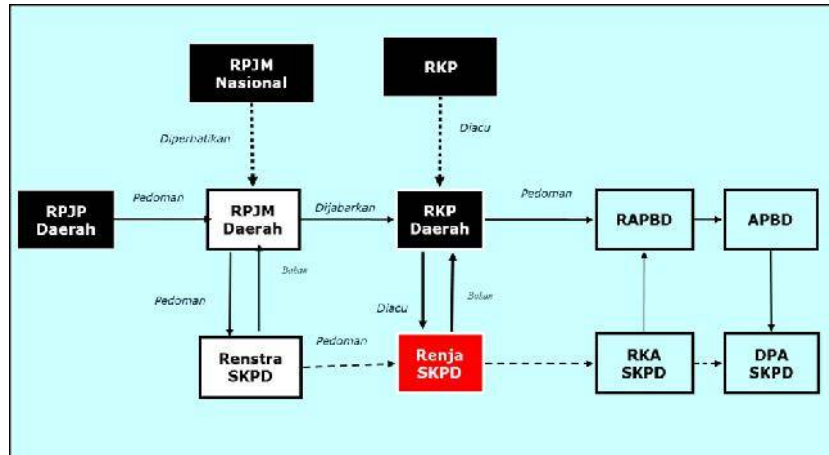 RPJM
Nasional
RKP
Diperhatikan
Diacu
Pedoman
Dijabarkan
Pedoman
RPJP
Daerah
RPJM
Daerah
RKP
Daerah
RAPBD
APBD
Pedoman
Bahan
Diacu
Bahan
Pedoman
Renstra
SKPD
Renja
SKPD
RKA
SKPD
DPA
SKPD